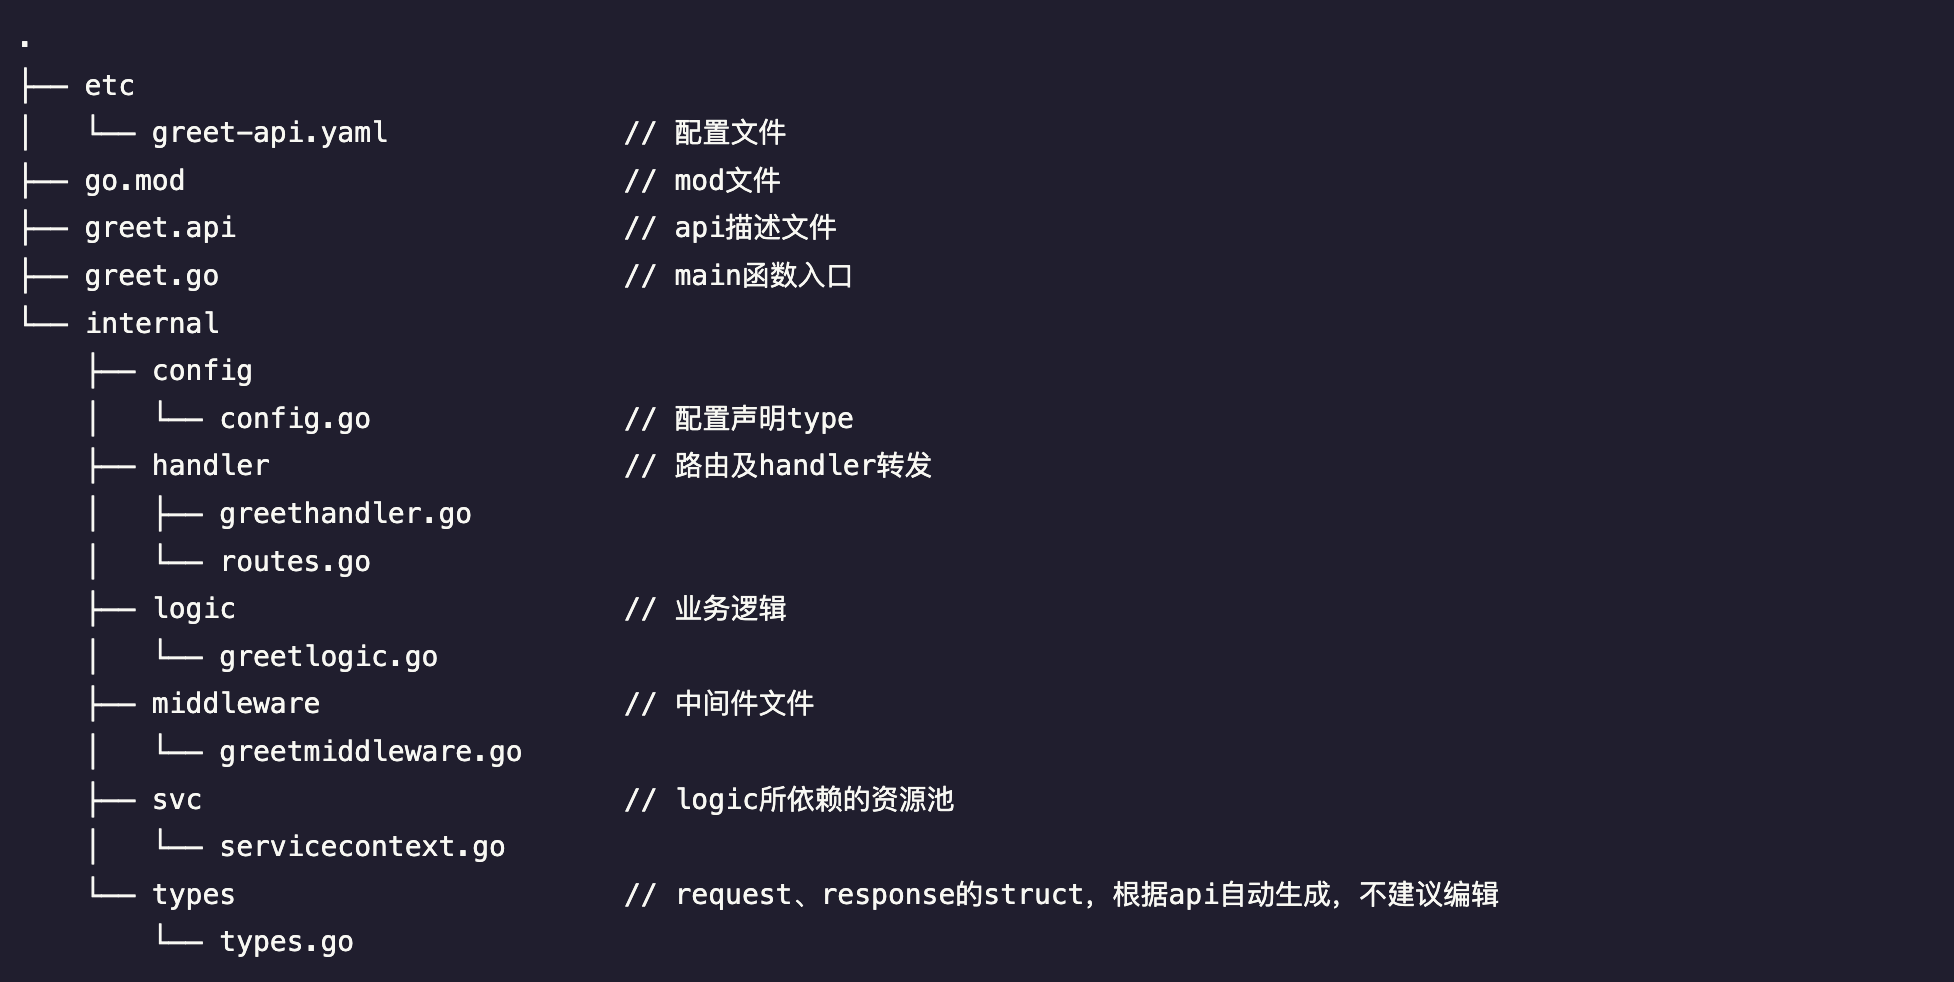 .
├── etc
│   └── greet-api.yaml              // 配置文件
├── go.mod                          // mod文件
├── greet.api                       // api描述文件
├── greet.go                        // main函数入口
└── internal
    ├── config
    │   └── config.go               // 配置声明type
    ├── handler                     // 路由及handler转发
    │   ├── greethandler.go
    │   └── routes.go
    ├── logic                       // 业务逻辑
    │   └── greetlogic.go
    ├── middleware                  // 中间件文件
    │   └── greetmiddleware.go
    ├── svc                         // logic所依赖的资源池
    │   └── servicecontext.go
    └── types                       // request、response的struct，根据api自动生成，不建议编辑
        └── types.go